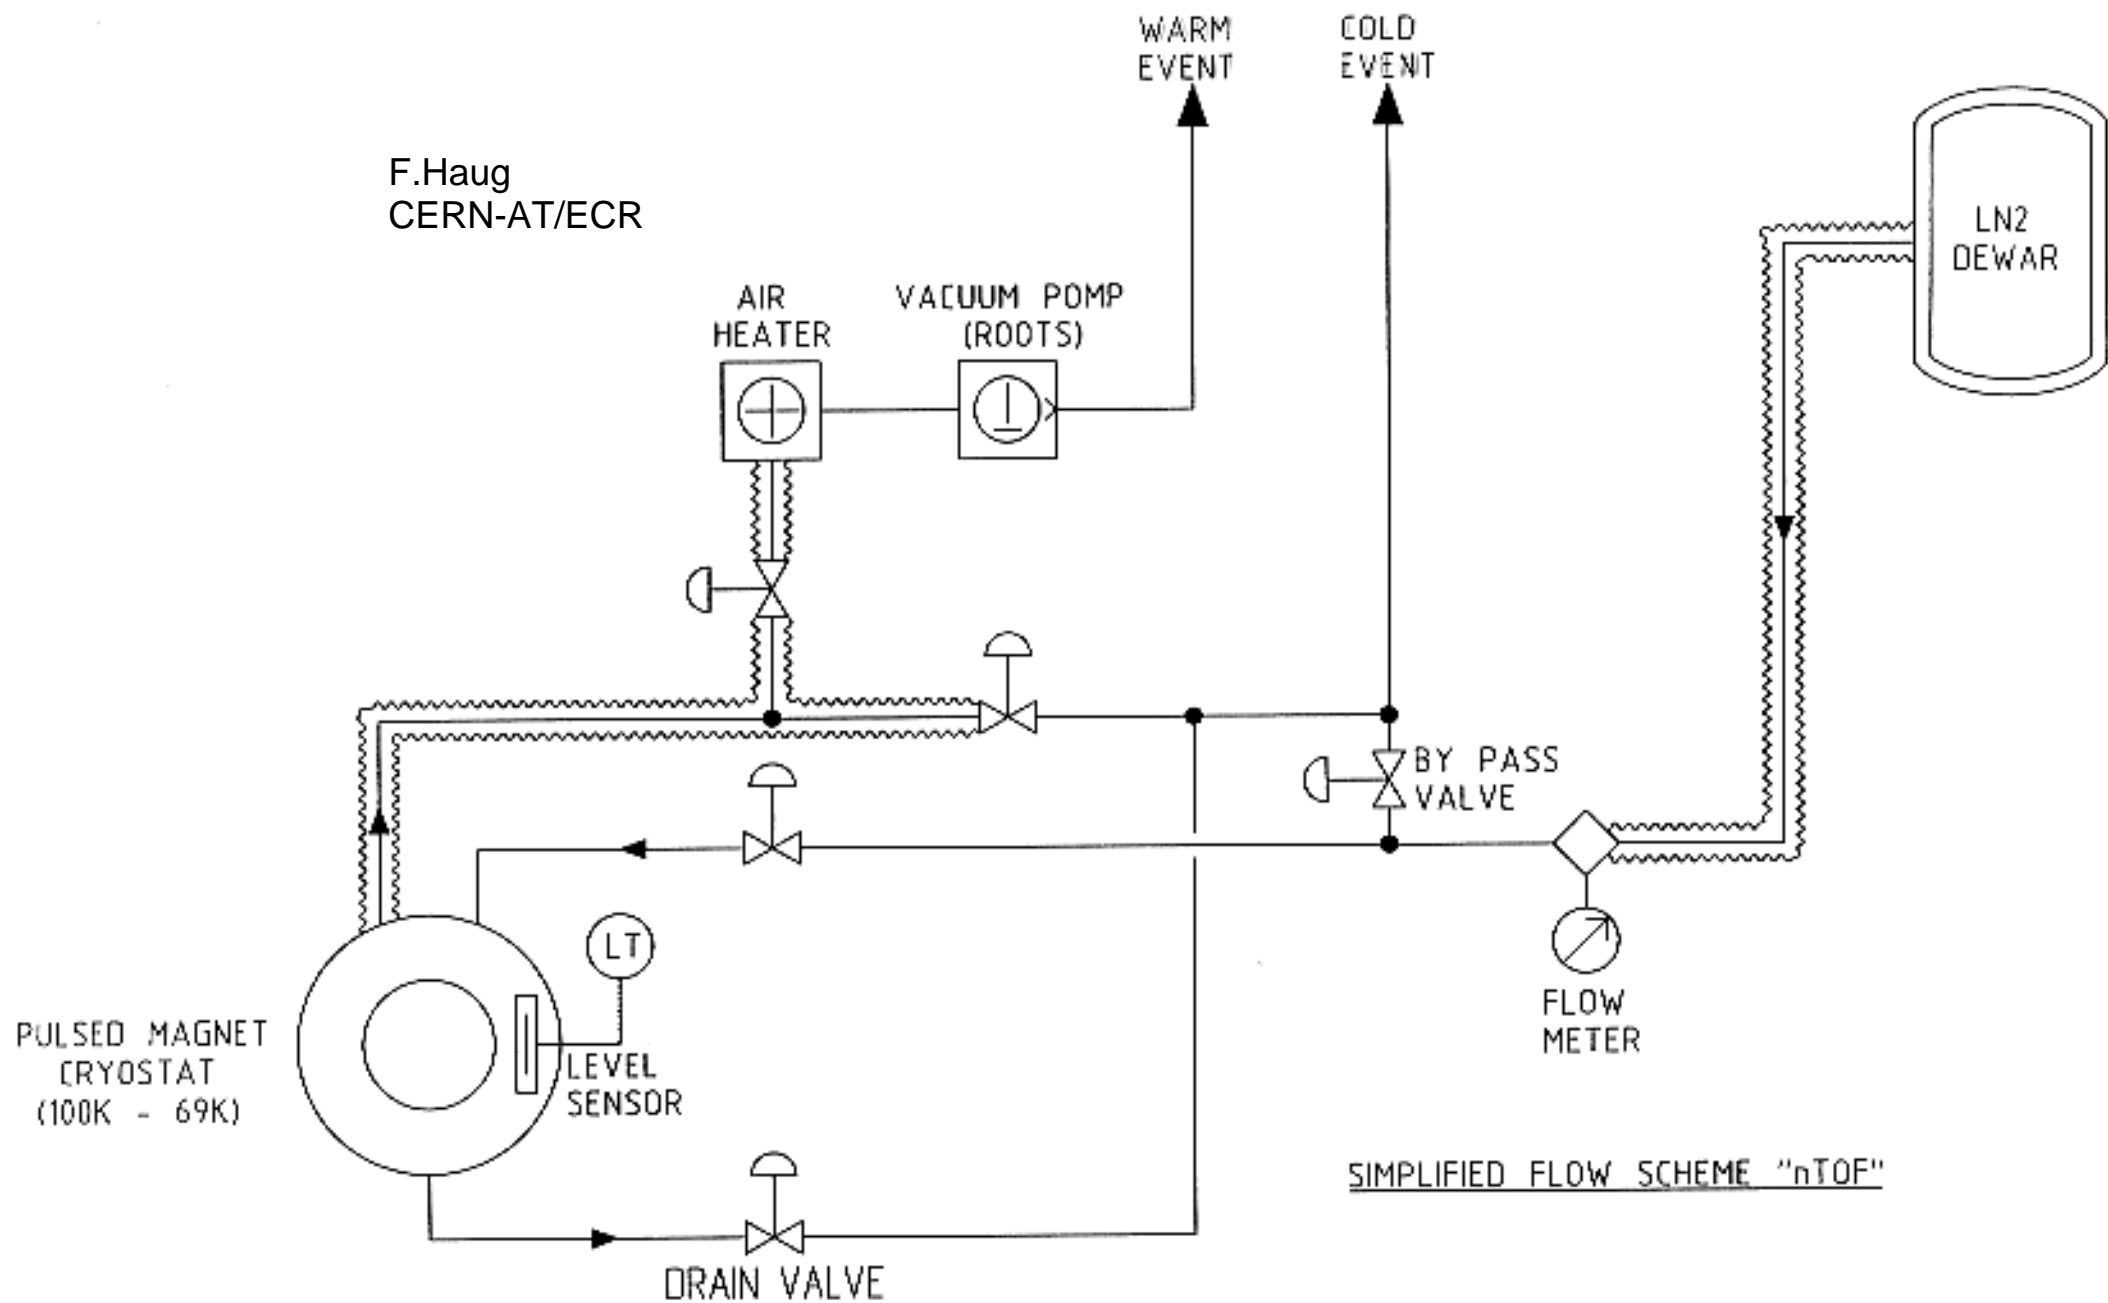 WARM
EVENT
COLD
EVENT
F.Haug
CERN-AT/ECR
LN2
DEWAR
AIR
HEATER
VACUUM POMP
(ROOTS)
BY PASS
VALVE
LT
FLOW
METER
PULSED MAGNET
CRYOSTAT
(100K - 69K)
LEVEL
SENSOR
SIMPLIFIED FLOW SCHEME "nTOF"
DRAIN VALVE